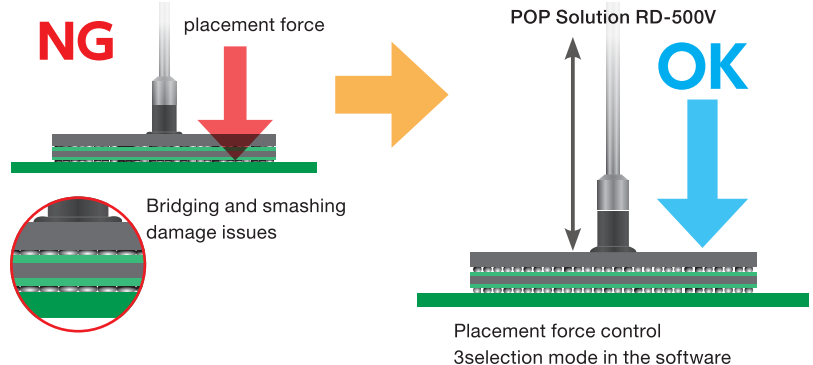 NG
placement force
Bridging and smashing
damage issues
POP Solution RD-500V
OK
Placement force control
3selection mode in the software